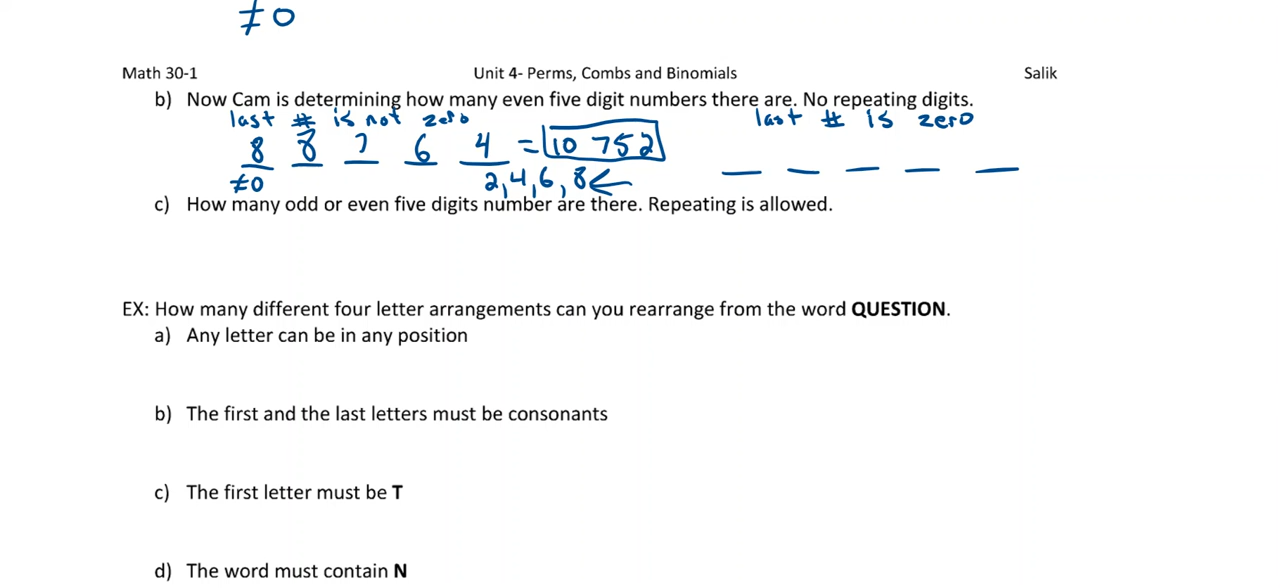 ≠0
Math 30-1 Unit 4- Perms, Combs and Binomials Salik
b) Now Cam is determining how many even five digit numbers there are. No repeating digits.
last # is not zero last # is zero
8 8 7 6 4 = 10 752
≠0 2,4,6,8←
c) How many odd or even five digits number are there. Repeating is allowed.
EX: How many different four letter arrangements can you rearrange from the word QUESTION.
a) Any letter can be in any position
b) The first and the last letters must be consonants
c) The first letter must be T
d) The word must contain N